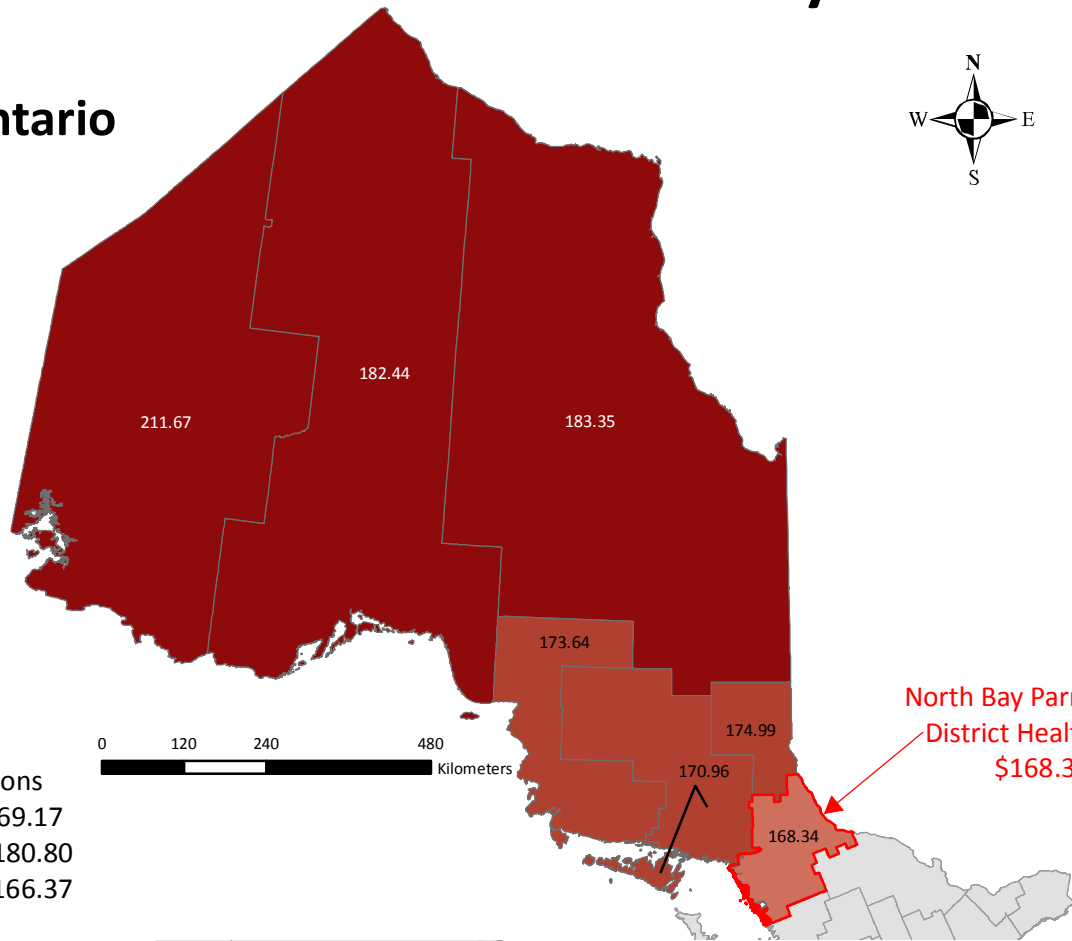 ntario
N
W E
S
211.67
182.44
183.35
173.64
174.99
170.96
168.34
North Bay Parr
District Healt
$168.3
0 120 240 480
Kilometers
ons
69.17
180.80
166.37